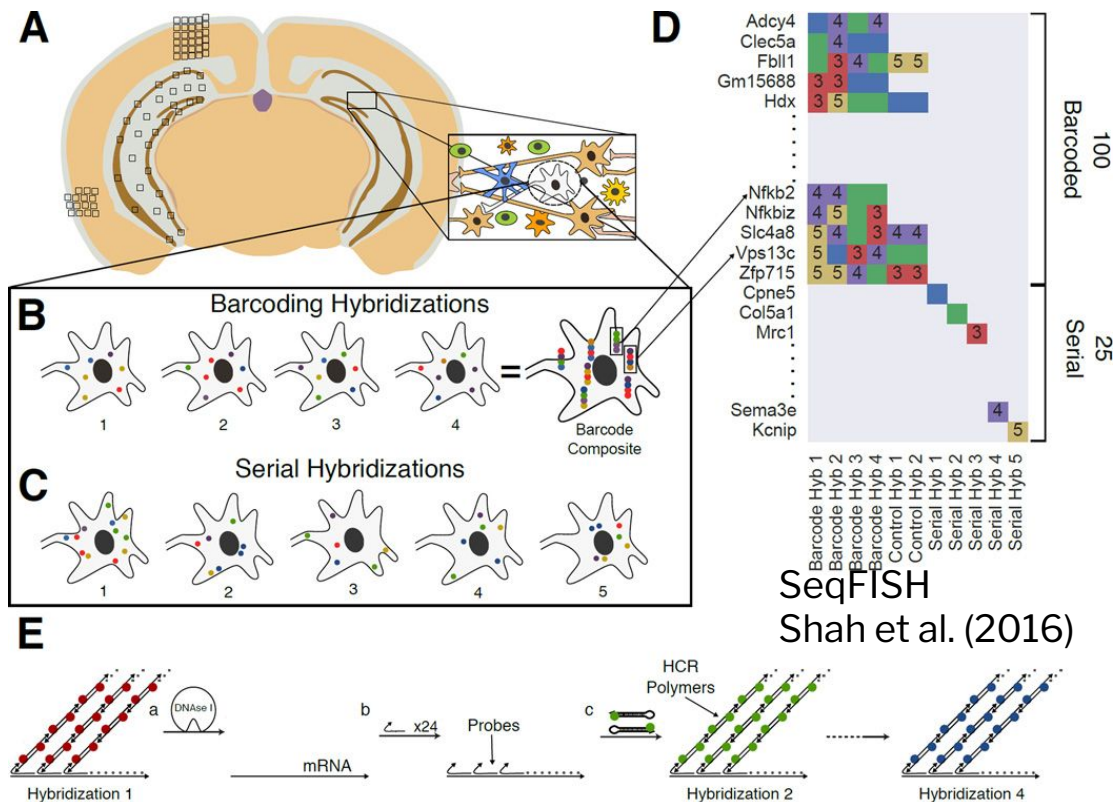 A
B
Barcoding Hybridizations
1
2
3
4
=
Barcode
Composite
C
Serial Hybridizations
1
2
3
4
5
D
Adcy4
4
4
Clec5a
4
Fbll1
3
4
5
5
Gm15688
3
3
Hdx
3
5
Nfkb2
4
4
Nfkbiz
4
5
3
Slc4a8
5
4
3
4
4
Vps13c
5
3
4
Zfp715
5
5
4
3
3
Cpne5
Col5a1
Mrc1
3
Sema3e
4
Kcnip
5
100
Barcoded
25
Serial
Barcode Hyb 1
Barcode Hyb 2
Barcode Hyb 3
Barcode Hyb 4
Control Hyb 1
Control Hyb 2
Serial Hyb 1
Serial Hyb 2
Serial Hyb 3
Serial Hyb 4
Serial Hyb 5
SeqFISH
Shah et al. (2016)
E
a
DNAse I
b
x24
Probes
c
HCR
Polymers
mRNA
Hybridization 1
Hybridization 2
Hybridization 4